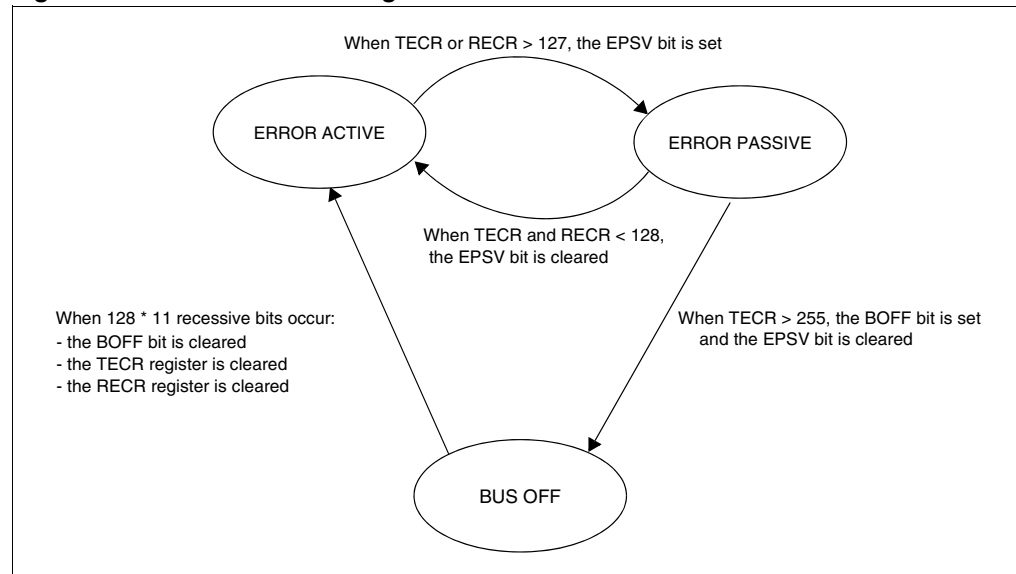 When TECR or RECR > 127, the EPSV bit is set
ERROR ACTIVE
ERROR PASSIVE
When TECR and RECR < 128,
the EPSV bit is cleared
When 128 * 11 recessive bits occur:
- the BOFF bit is cleared
- the TECR register is cleared
- the RECR register is cleared
When TECR > 255, the BOFF bit is set
and the EPSV bit is cleared
BUS OFF